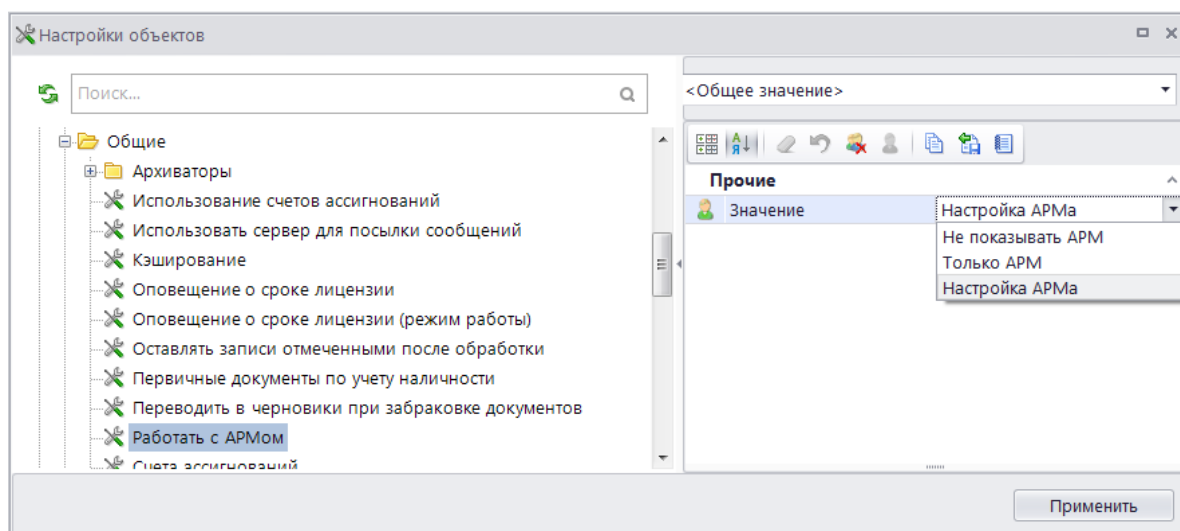 Настройки объектов
Поиск...
Общие
Архиваторы
Использование счетов ассигнований
Использовать сервер для посылки сообщений
Кэширование
Оповещение о сроке лицензии
Оповещение о сроке лицензии (режим работы)
Оставлять записи отмеченными после обработки
Первичные документы по учету наличности
Переводить в черновики при забраковке документов
Работать с АРМом
Счета ассигнований
<Общее значение>
Прочие
Значение Настройка АРМа
Не показывать АРМ
Только АРМ
Настройка АРМа
Применить